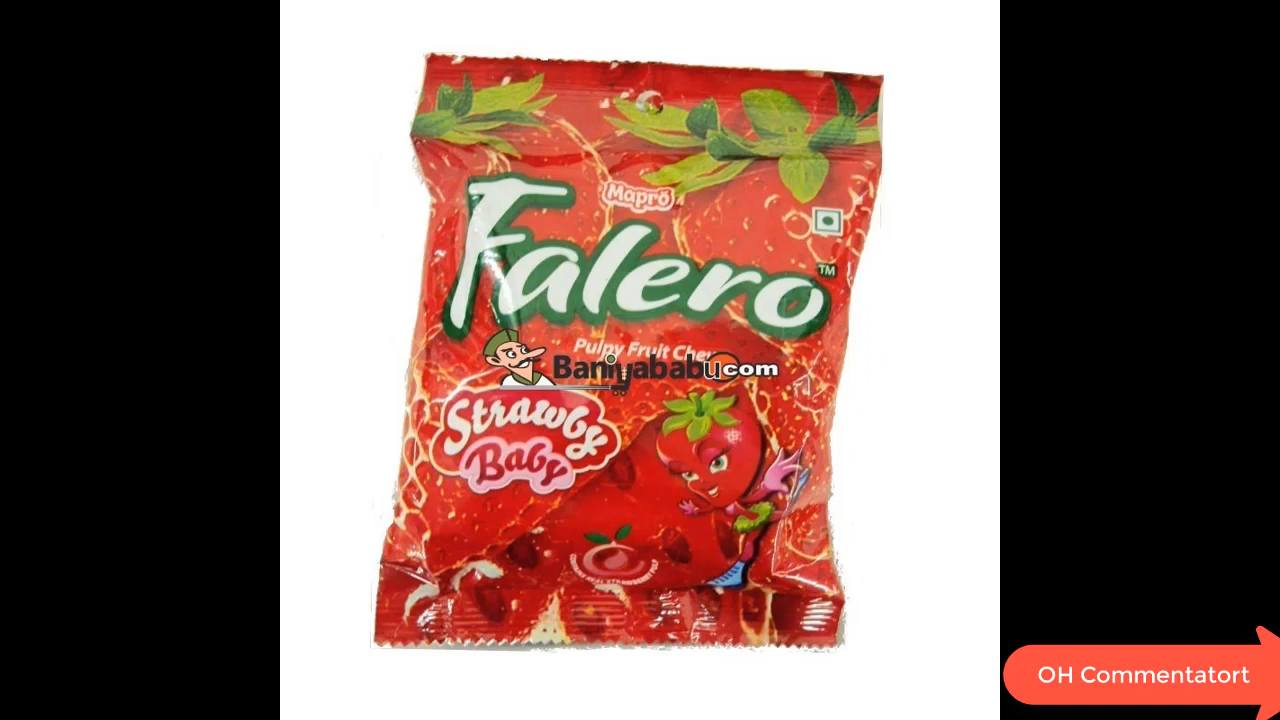 Mapro
Falero
TM
Pulpy Fruit Chew
Baniyababu.com
Strawby
Baby
OH Commentatort